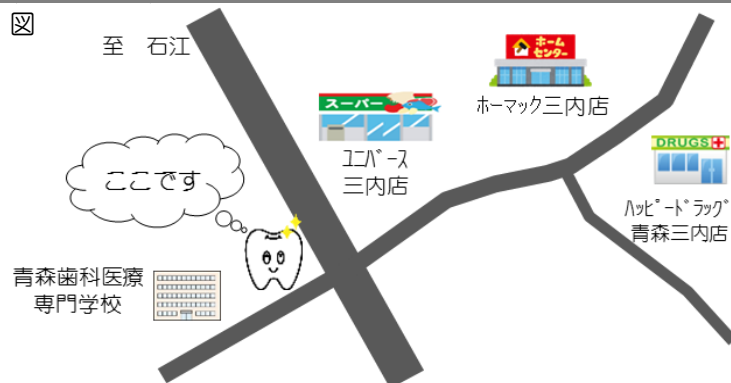 図
至　石江
ホーム
センター
ホーマック三内店
スーパー
ﾕﾆﾊﾞｰｽ
三内店
DRUGS
ﾊｯﾋﾟｰﾄﾞﾗｯｸﾞ
青森三内店
ここです
青森歯科医療
専門学校